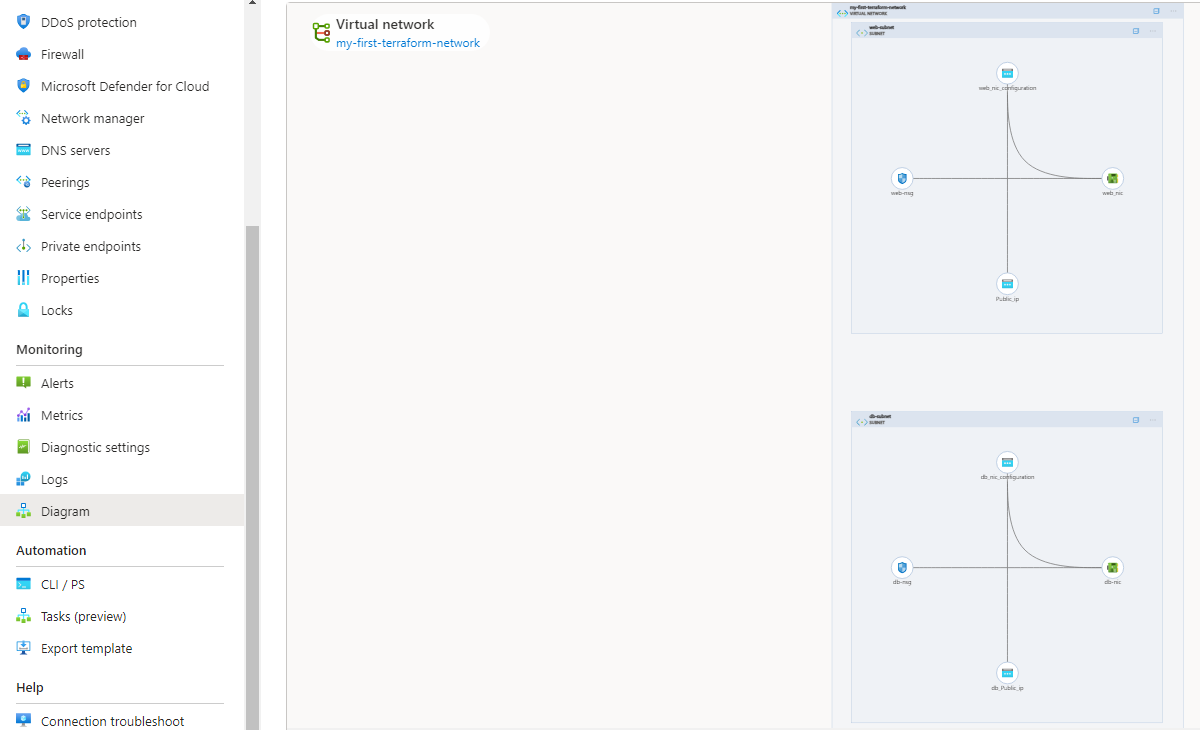 DDoS protection
Firewall
Microsoft Defender for Cloud
Network manager
DNS servers
Peerings
Service endpoints
Private endpoints
Properties
Locks
Monitoring
Alerts
Metrics
Diagnostic settings
Logs
Diagram
Automation
CLI / PS
Tasks (preview)
Export template
Help
Connection troubleshoot
Virtual network
my-first-terraform-network
my-first-terraform-network
VIRTUAL NETWORK
web-subnet
SUBNET
web_nic_configuration
web-nsg
web_nic
Public_ip
db-subnet
SUBNET
db_nic_configuration
db-nsg
db-nic
db_Public_ip